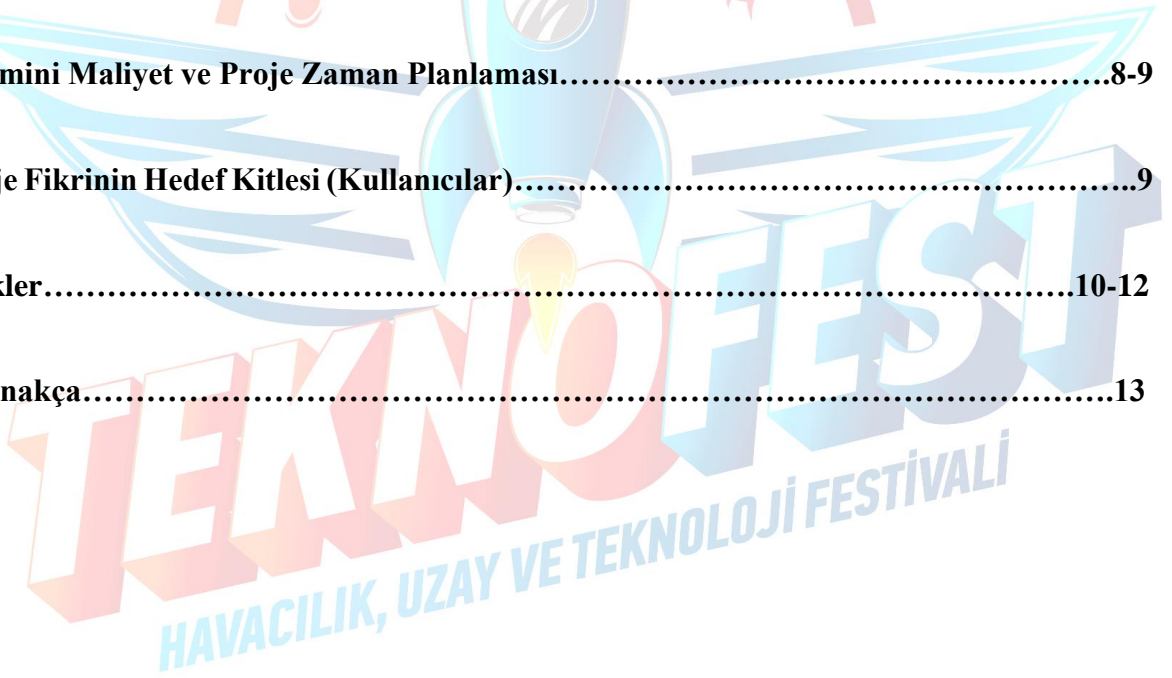 mini Maliyet ve Proje Zaman Planlaması……………………………………………….8-9
je Fikrinin Hedef Kitlesi (Kullanıcılar)…………………………………………………..9
kler…………………………………………………………………………………….10-12
nakça………………………………………………………………………………….13
TEKNOFEST
HAVACILIK, UZAY VE TEKNOLOJİ FESTİVALİ